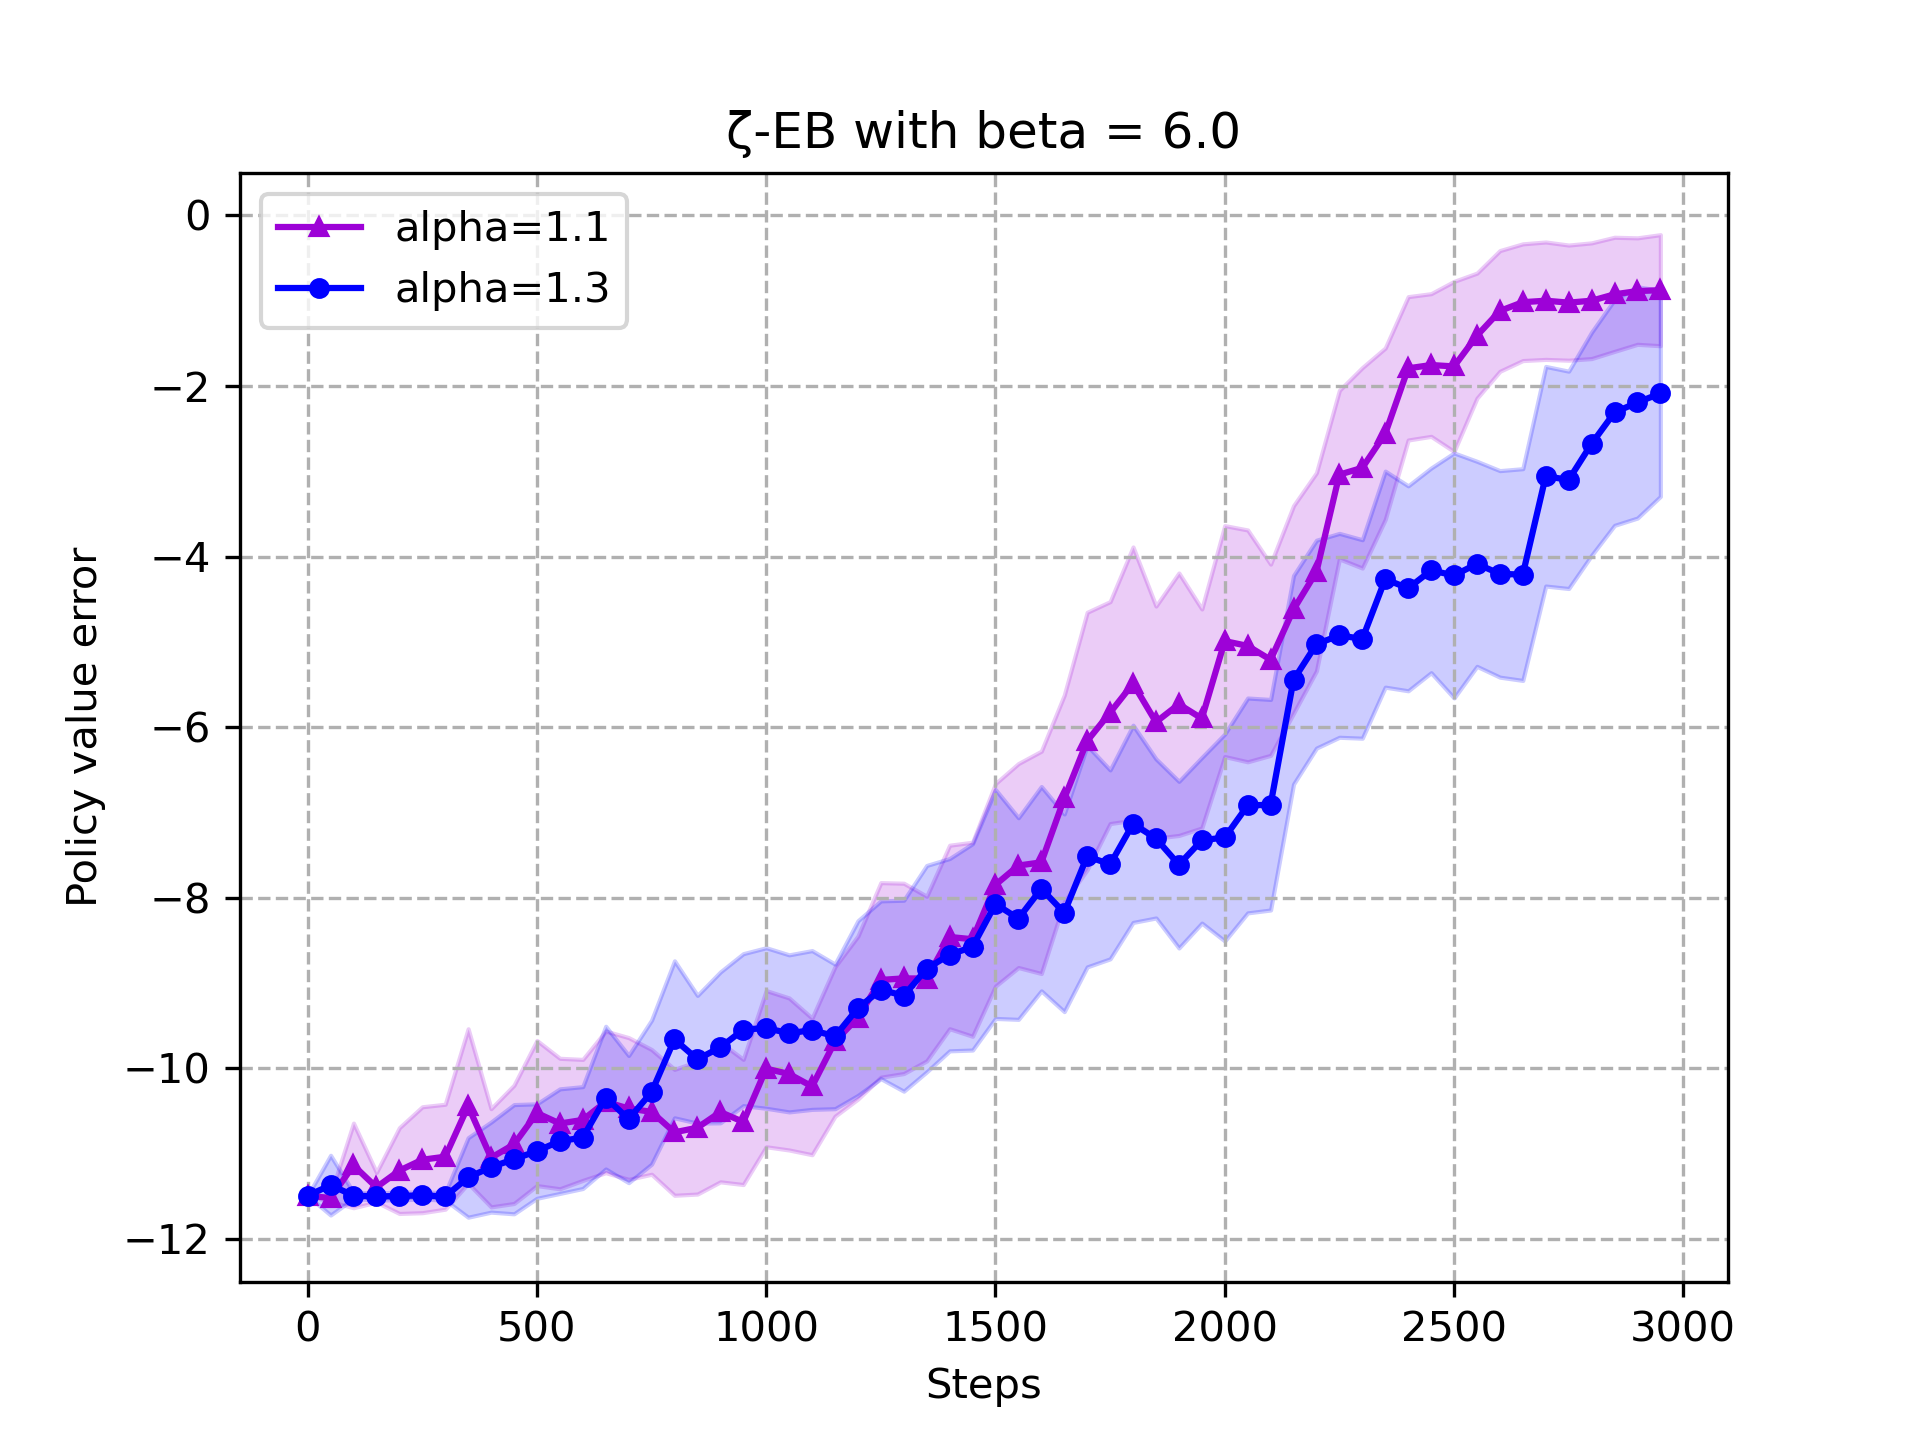 ζ-EB with beta = 6.0
alpha=1.1
alpha=1.3
Policy value error
0
−2
−4
−6
−8
−10
−12
0 500 1000 1500 2000 2500 3000
Steps